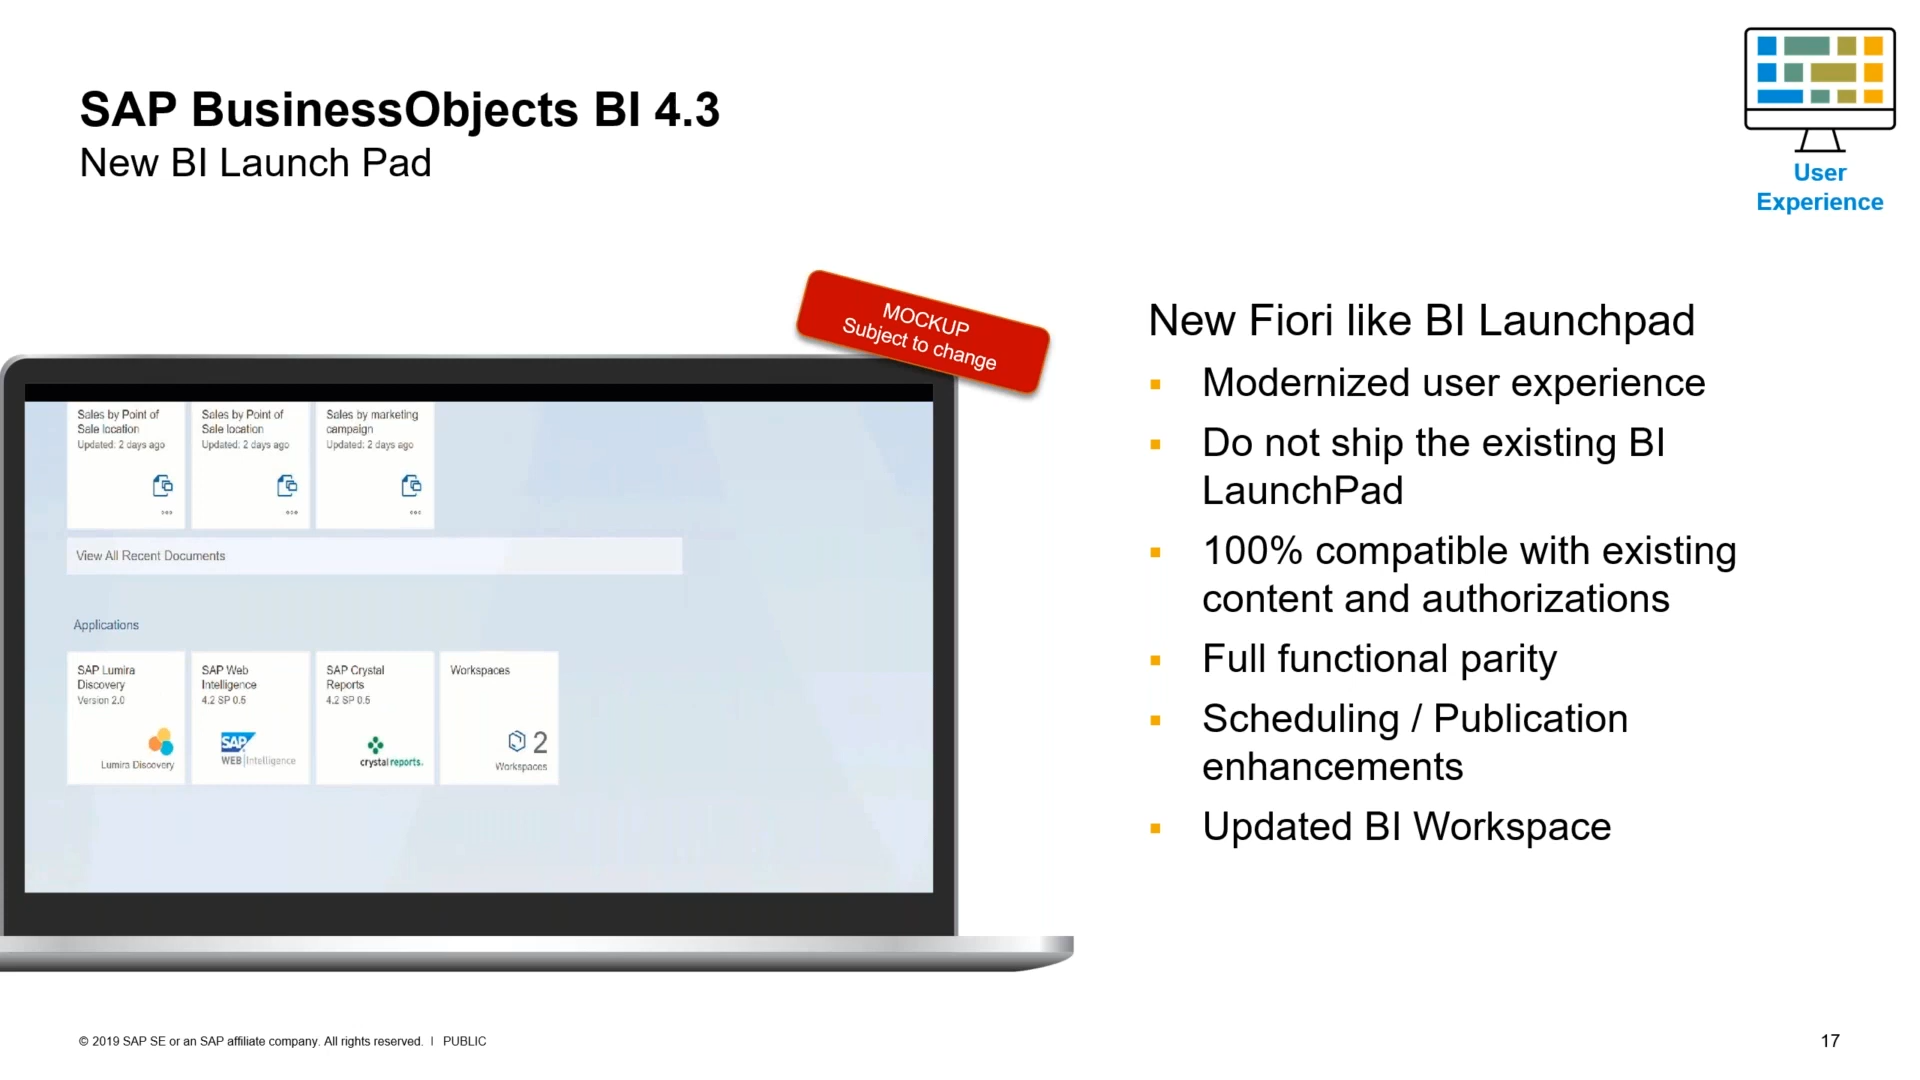 SAP BusinessObjects BI 4.3
New BI Launch Pad
User
Experience
MOCKUP
Subject to change
Sales by Point of
Sale location
Updated: 2 days ago
Sales by Point of
Sale location
Updated: 2 days ago
Sales by marketing
campaign
Updated: 2 days ago
View All Recent Documents
Applications
SAP Lumira
Discovery
Version 2.0
Lumira Discovery
SAP Web
Intelligence
4.2 SP 0.5
SAP
WEB Intelligence
SAP Crystal
Reports
4.2 SP 0.5
crystal reports.
Workspaces
2
Workspaces
New Fiori like BI Launchpad
Modernized user experience
Do not ship the existing BI
LaunchPad
100% compatible with existing
content and authorizations
Full functional parity
Scheduling / Publication
enhancements
Updated BI Workspace
© 2019 SAP SE or an SAP affiliate company. All rights reserved. | PUBLIC
17